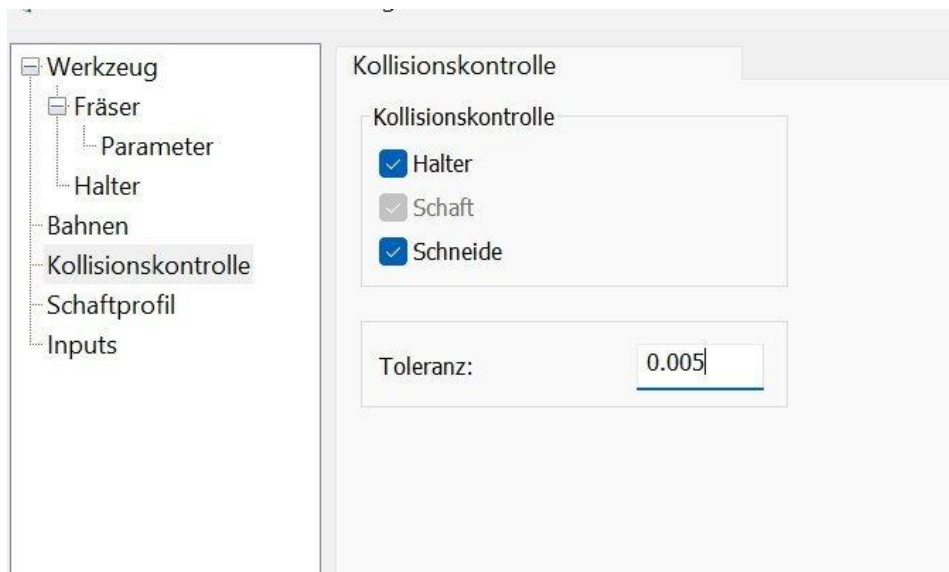 Werkzeug
Fräser
Parameter
Halter
Bahnen
Kollisionskontrolle
Schaftprofil
Inputs
Kollisionskontrolle
Kollisionskontrolle
Halter
Schaft
Schneide
Toleranz: 0.005